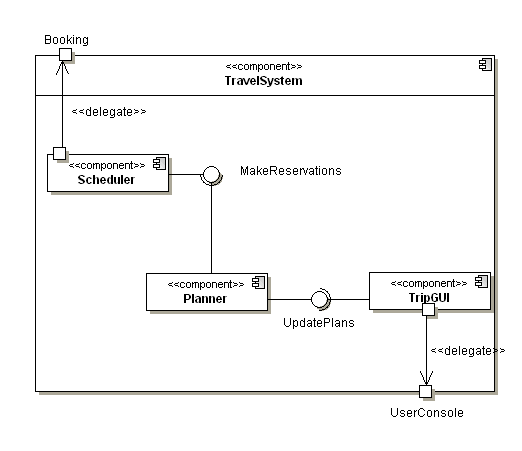 Booking
<<component>>
TravelSystem
<<delegate>>
<<component>>
Scheduler
MakeReservations
<<component>>
Planner
<<component>>
TripGUI
UpdatePlans
<<delegate>>
UserConsole